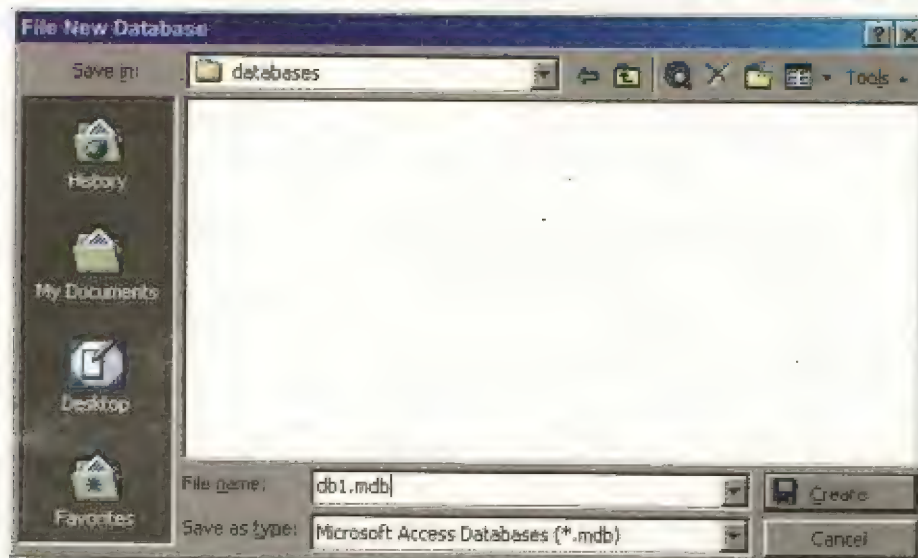 File New Database
Save in: databases Tools
History
My Documents
Desktop
Favorites
File name: db1.mdb Create
Save as type: Microsoft Access Databases (*.mdb) Cancel